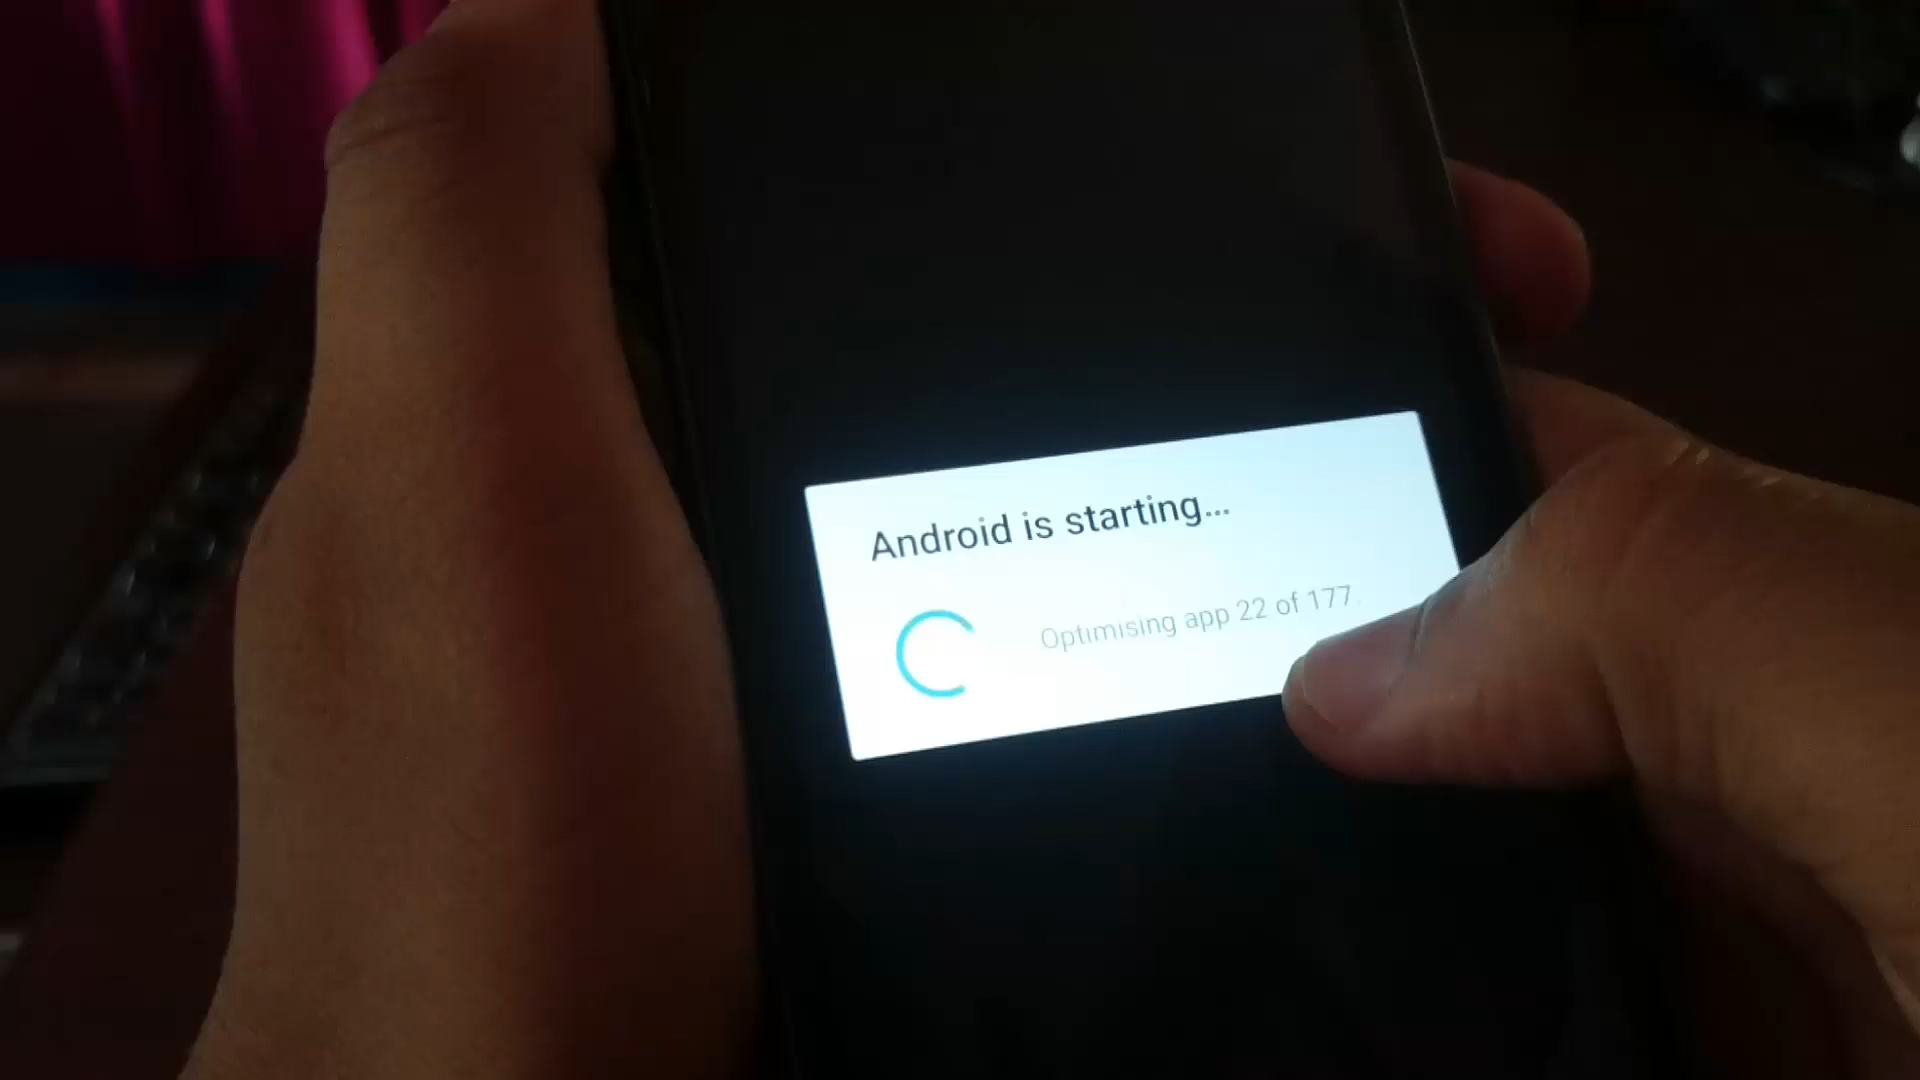 Android is starting...
Optimising app 22 of 177.